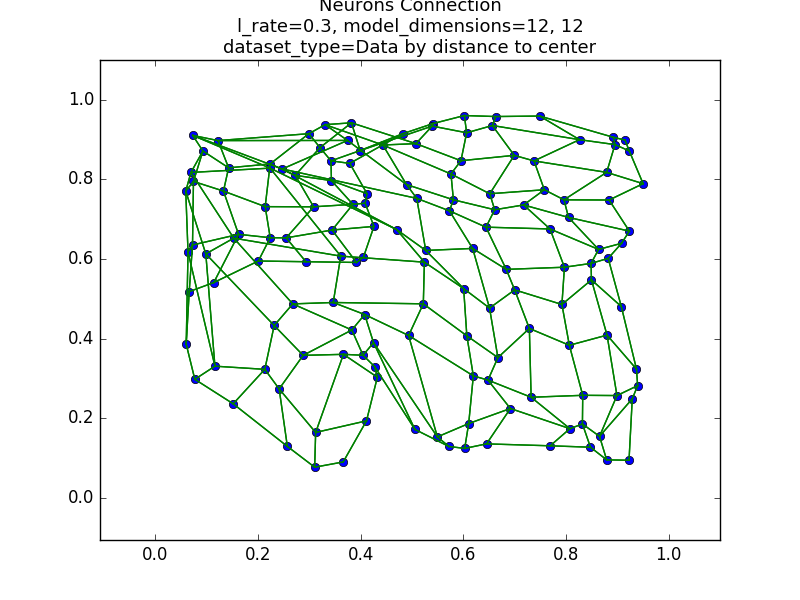 Neurons Connection
l_rate=0.3, model_dimensions=12, 12
dataset_type=Data by distance to center
1.0
0.8
0.6
0.4
0.2
0.0
0.0 0.2 0.4 0.6 0.8 1.0